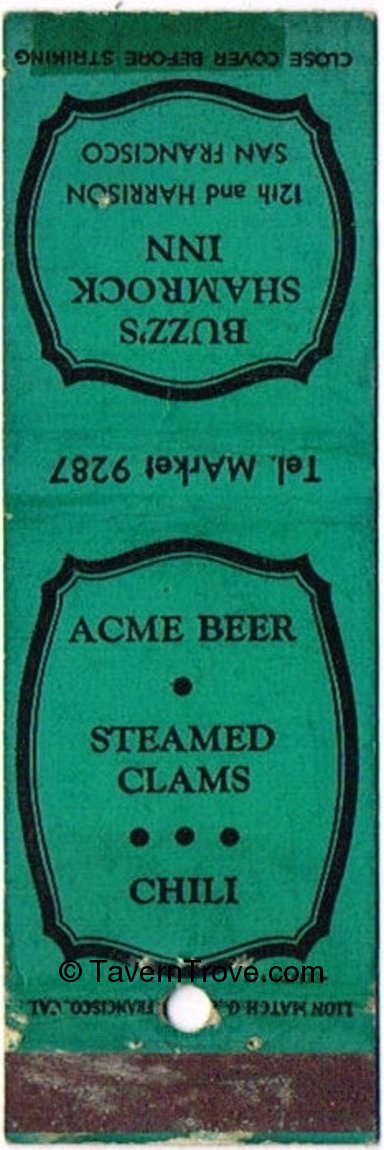 CLOSE COVER BEFORE STRIKING
BUZZ'S
SHAMROCK
INN
12th and HARRISON
SAN FRANCISCO
Tel. MArket 9287
ACME BEER
STEAMED
CLAMS
CHILI
© TavernTrove.com
LION MATCH FRANCISCO, CAL